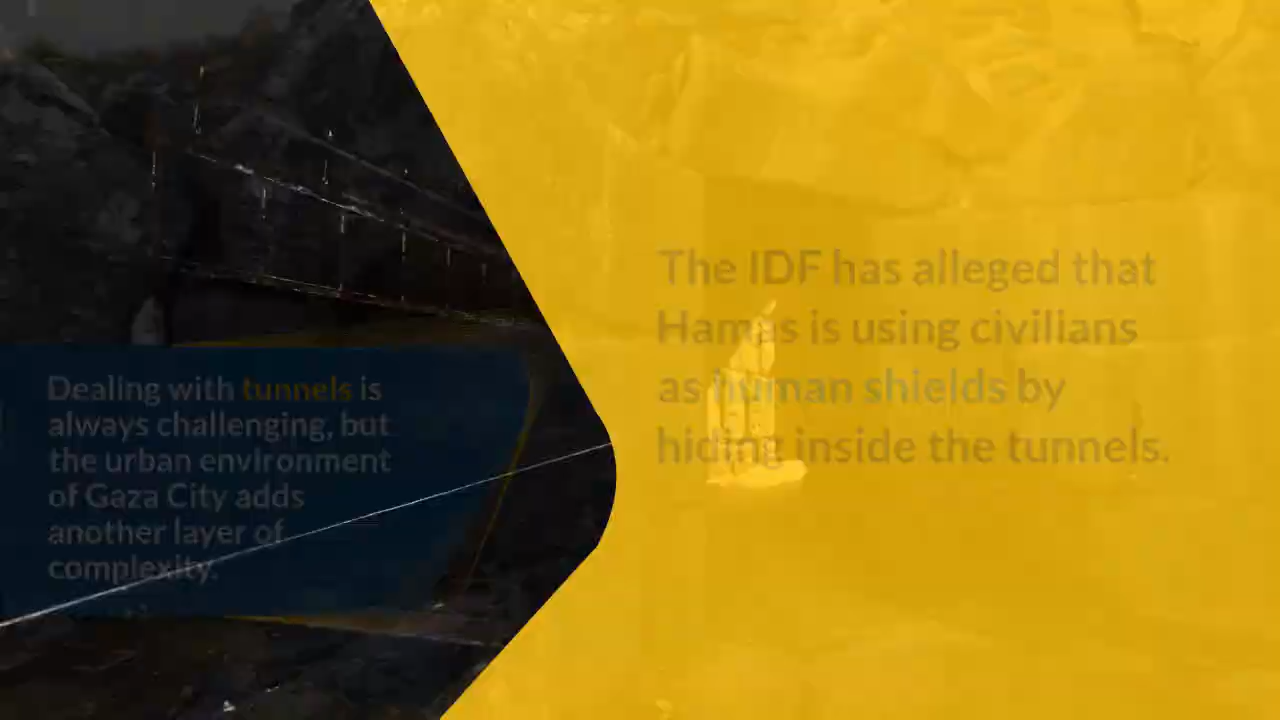 Dealing with tunnels is
always challenging, but
the urban environment
of Gaza City adds
another layer of
complexity.
The IDF has alleged that
Hamas is using civilians
as human shields by
hiding inside the tunnels.